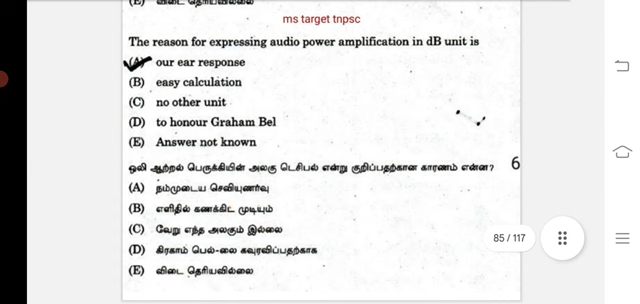 (E) விடை தெரியவில்லை
ms target tnpsc
The reason for expressing audio power amplification in dB unit is
(A) our ear response
(B) easy calculation
(C) no other unit
(D) to honour Graham Bel
(E) Answer not known
ஒலி ஆற்றல் பெருக்கியின் அலகு டெசிபல் என்று குறிப்பதற்கான காரணம் என்ன? 6
(A) நம்முடைய செவியுணர்வு
(B) எளிதில் கணக்கிட முடியும்
(C) வேறு எந்த அலகும் இல்லை
85 / 117
(D) கிரகாம் பெல்-லை கவுரவிப்பதற்காக
(E) விடை தெரியவில்லை